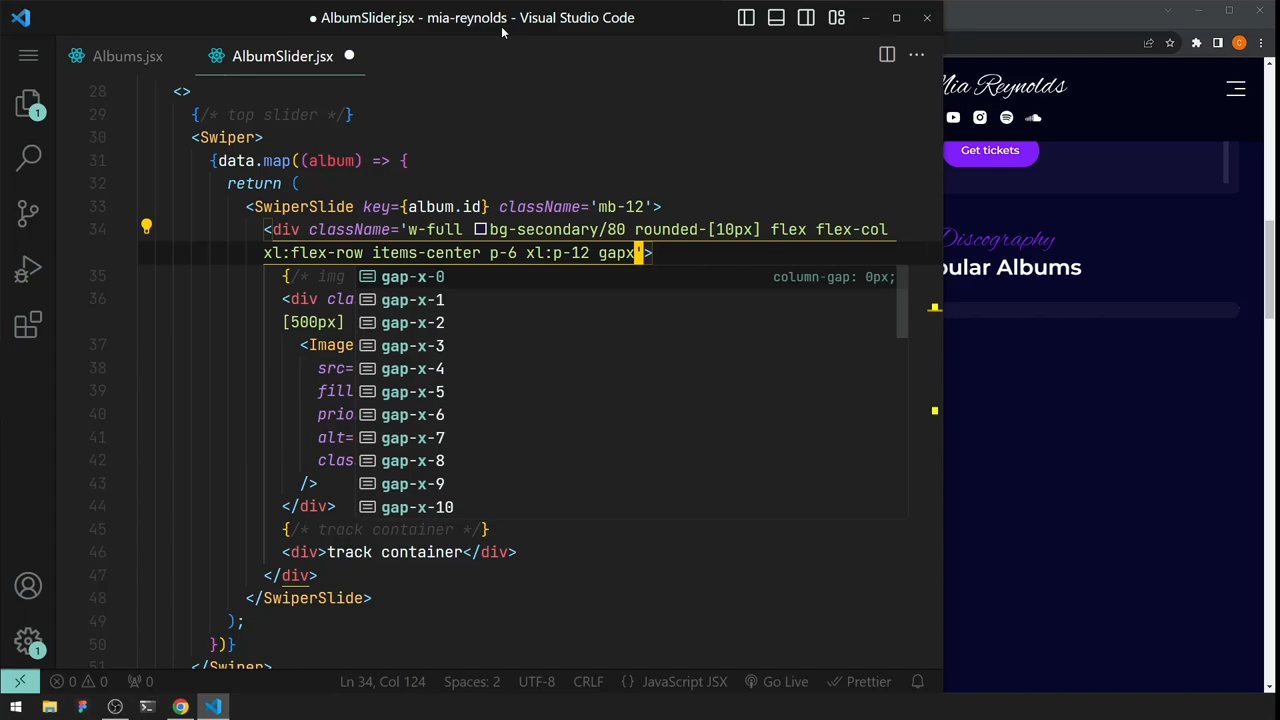 ● AlbumSlider.jsx - mia-reynolds - Visual Studio Code
Albums.jsx
AlbumSlider.jsx
28 <>
29 {/* top slider */}
30 <Swiper>
31 {data.map((album) => {
32 return (
33 <SwiperSlide key={album.id} className='mb-12'>
34 <div className='w-full bg-secondary/80 rounded-[10px] flex flex-col
xl:flex-row items-center p-6 xl:p-12 gapx'>
35 {/* img
36 <div cla
[500px]
37 <Image
38 src=
39 fill
40 prio
41 alt=
42 clas
43 />
44 </div>
45 {/* track container */}
46 <div>track container</div>
47 </div>
48 </SwiperSlide>
49 );
50 })}
51 </Swiper>
gap-x-0 column-gap: 0px;
gap-x-1
gap-x-2
gap-x-3
gap-x-4
gap-x-5
gap-x-6
gap-x-7
gap-x-8
gap-x-9
gap-x-10
1
1
0 0 0 Ln 34, Col 124 Spaces: 2 UTF-8 CRLF {} JavaScript JSX Go Live Prettier
C
Mia Reynolds
Get tickets
Discography
pular Albums